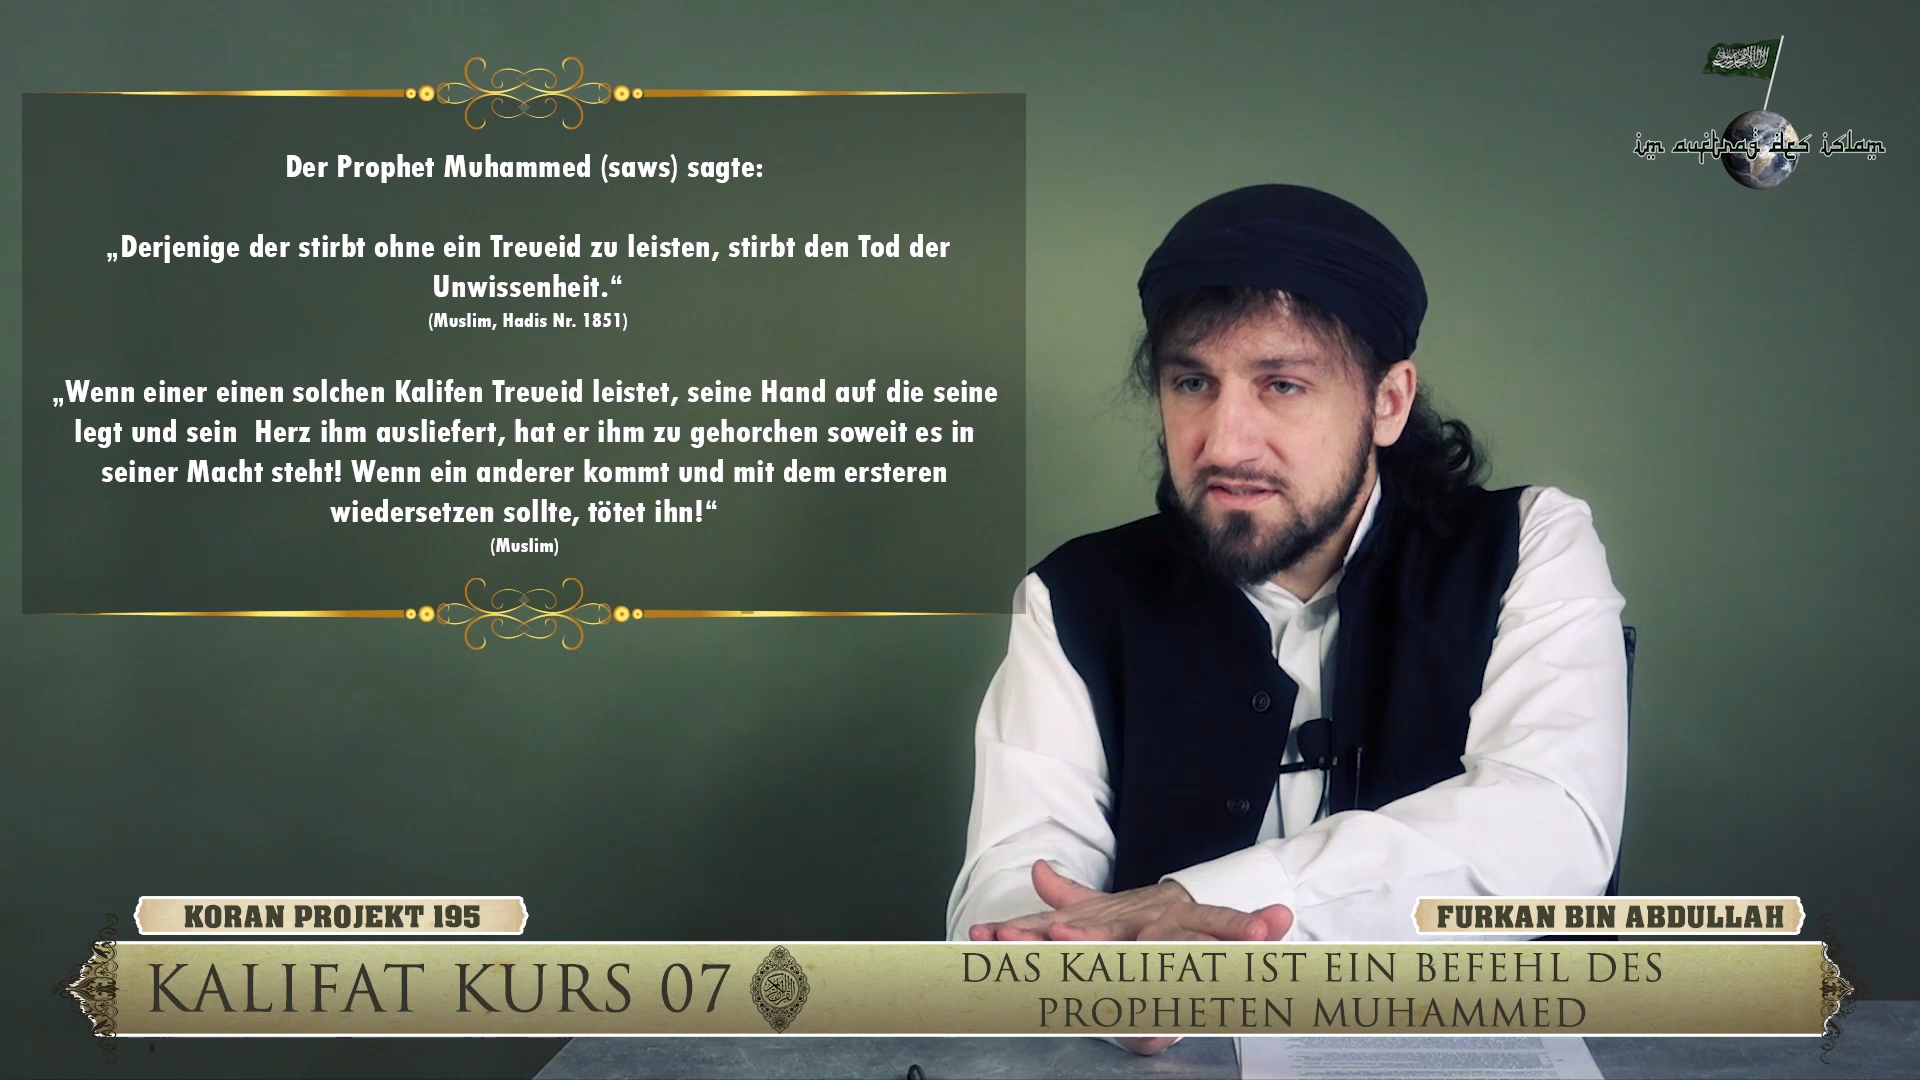 Der Prophet Muhammed (saws) sagte:
„Derjenige der stirbt ohne ein Treueid zu leisten, stirbt den Tod der
Unwissenheit.“
(Muslim, Hadis Nr. 1851)
„Wenn einer einen solchen Kalifen Treueid leistet, seine Hand auf die seine
legt und sein  Herz ihm ausliefert, hat er ihm zu gehorchen soweit es in
seiner Macht steht! Wenn ein anderer kommt und mit dem ersteren
wiedersetzen sollte, tötet ihn!“
(Muslim)
im auftrag des islam
KORAN PROJEKT 195
FURKAN BIN ABDULLAH
KALIFAT KURS 07
DAS KALIFAT IST EIN BEFEHL DES
PROPHETEN MUHAMMED